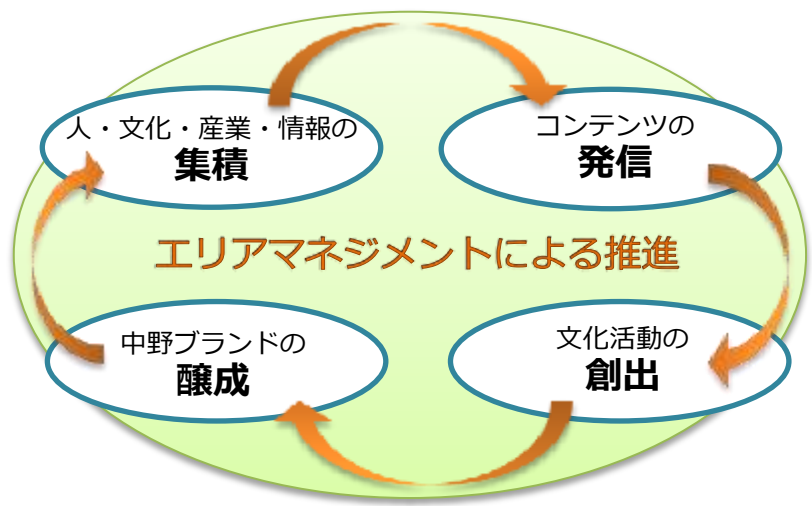 人・文化・産業・情報の
集積
コンテンツの
発信
エリアマネジメントによる推進
中野ブランドの
醸成
文化活動の
創出